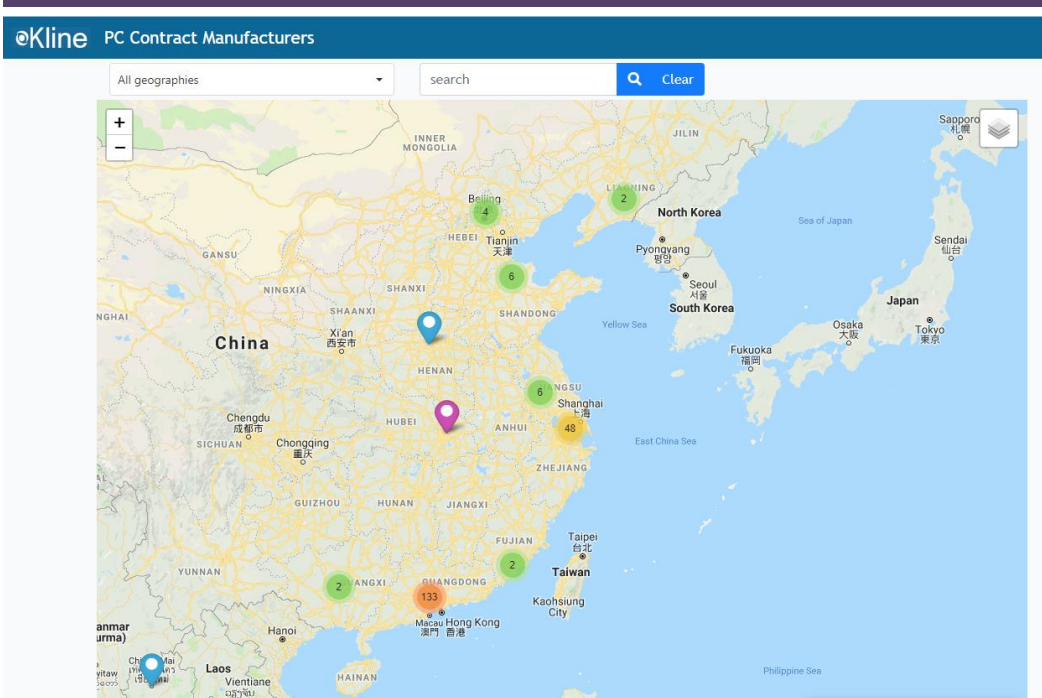 Kline PC Contract Manufacturers
All geographies
search
Clear
+
−
INNER
MONGOLIA
JILIN
Sapporo
札幌
LIAONING
2
Beijing
4
North Korea
Sea of Japan
HEBEI
Tianjin
天津
Pyongyang
평양
Sendai
仙台
GANSU
6
Seoul
서울
NINGXIA
SHANXI
SHANDONG
South Korea
Japan
SHAANXI
Yellow Sea
Osaka
大阪
Tokyo
東京
China
Xi'an
西安市
Fukuoka
福岡
HENAN
6
Shanghai
48
Chengdu
成都市
HUBEI
ANHUI
East China Sea
SICHUAN
Chongqing
重庆
ZHEJIANG
GUIZHOU
HUNAN
JIANGXI
FUJIAN
Taipei
台北
YUNNAN
2
Taiwan
2
133
Kaohsiung
City
Macau
澳門
Hong Kong
香港
Hanoi
Laos
Vientiane
HAINAN
Philippine Sea